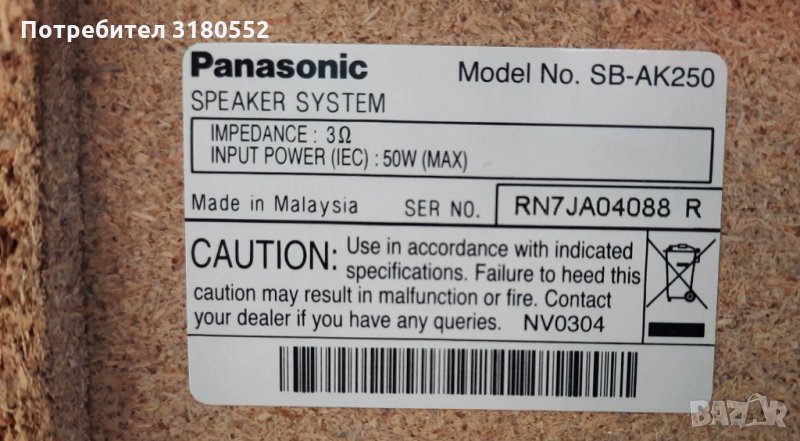 Потребител 3180552
Panasonic Model No. SB-AK250
SPEAKER SYSTEM
IMPEDANCE : 3Ω
INPUT POWER (IEC) : 50W (MAX)
Made in Malaysia SER NO. RN7JA04088 R
CAUTION: Use in accordance with indicated
specifications. Failure to heed this
caution may result in malfunction or fire. Contact
your dealer if you have any queries. NV0304
BAZAR